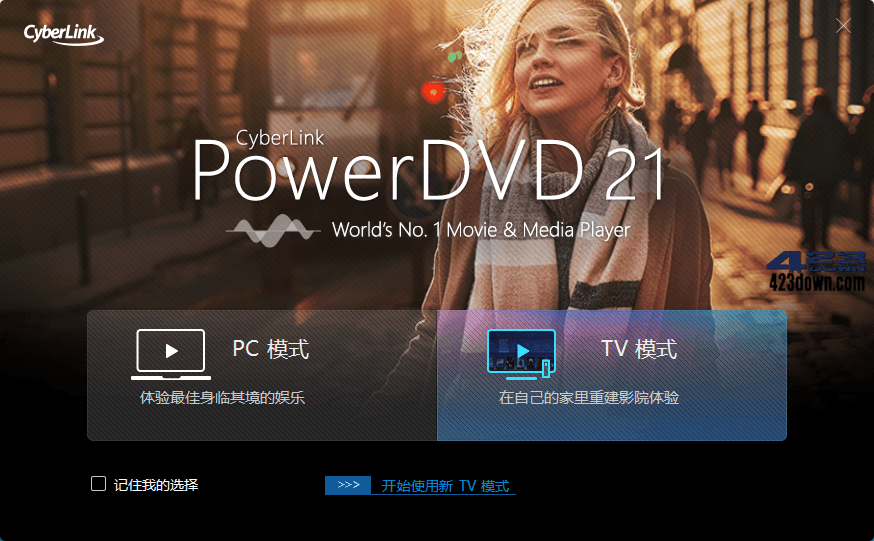 CyberLink
CyberLink
PowerDVD 21
World's No. 1 Movie & Media Player
423
DOWN
423down.com
PC 模式
TV 模式
体验最佳身临其境的娱乐
在自己的家里重建影院体验
记住我的选择
>>> 开始使用新 TV 模式